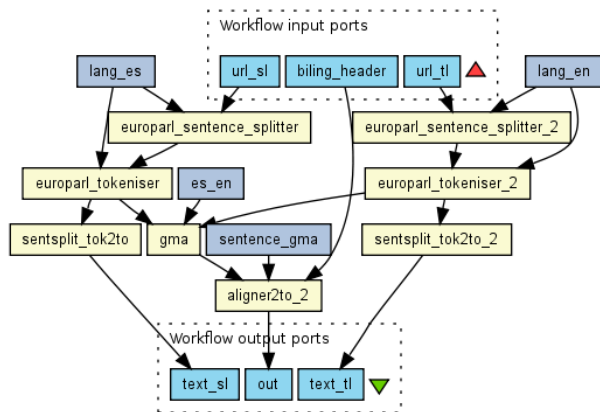 Workflow input ports
lang_es
url_sl
biling_header
url_tl
lang_en
europarl_sentence_splitter
europarl_sentence_splitter_2
europarl_tokeniser
es_en
europarl_tokeniser_2
sentsplit_tok2to
gma
sentence_gma
sentsplit_tok2to_2
aligner2to_2
Workflow output ports
text_sl
out
text_tl